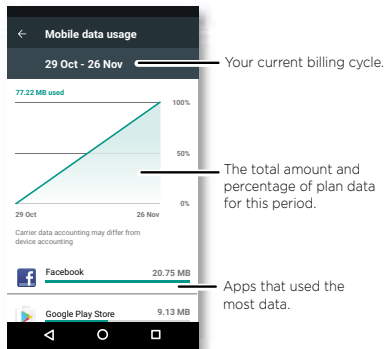 Mobile data usage
29 Oct - 26 Nov
Your current billing cycle.
77.22 MB used
100%
50%
The total amount and
percentage of plan data
for this period.
0%
29 Oct 26 Nov
Carrier data accounting may differ from
device accounting
Facebook 20.75 MB
Apps that used the
most data.
Google Play Store 9.13 MB